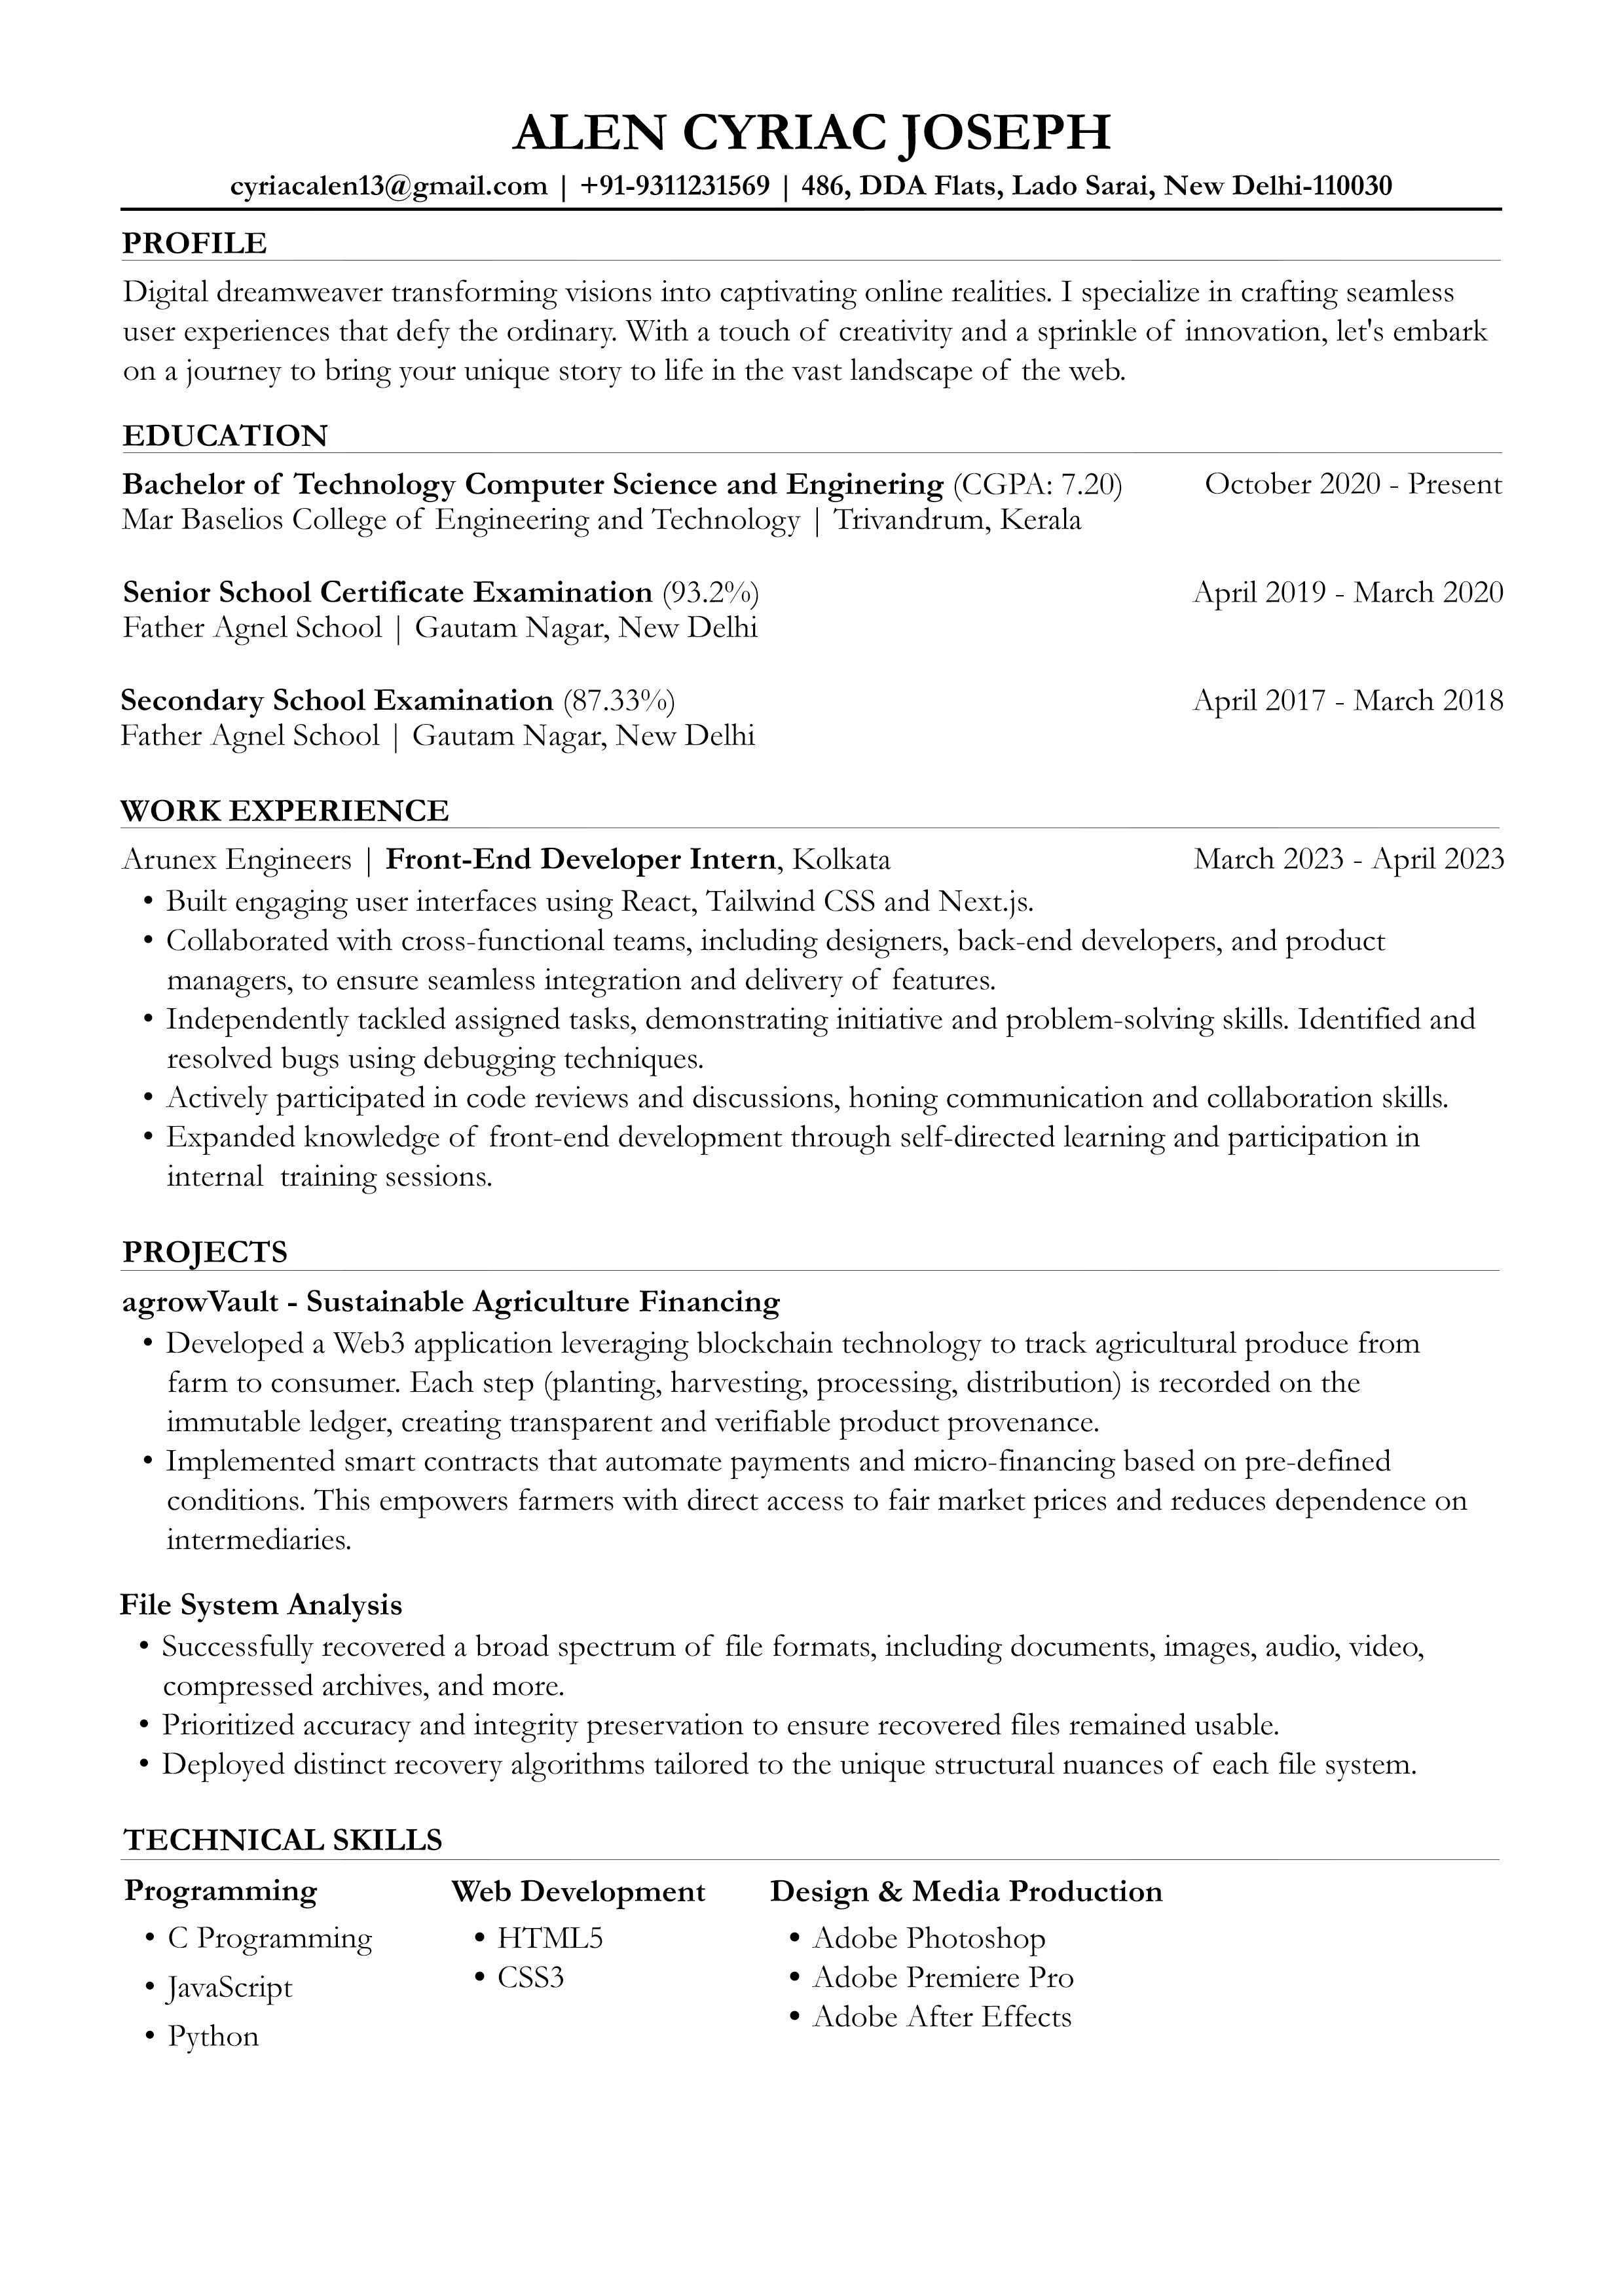 ALEN CYRIAC JOSEPH
cyriacalen13@gmail.com | +91-9311231569 | 486, DDA Flats, Lado Sarai, New Delhi-110030
PROFILE
Digital dreamweaver transforming visions into captivating online realities. I specialize in crafting seamless
user experiences that defy the ordinary. With a touch of creativity and a sprinkle of innovation, let's embark
on a journey to bring your unique story to life in the vast landscape of the web.
EDUCATION
Bachelor of Technology Computer Science and Enginering (CGPA: 7.20) October 2020 - Present
Mar Baselios College of Engineering and Technology | Trivandrum, Kerala
Senior School Certificate Examination (93.2%) April 2019 - March 2020
Father Agnel School | Gautam Nagar, New Delhi
Secondary School Examination (87.33%) April 2017 - March 2018
Father Agnel School | Gautam Nagar, New Delhi
WORK EXPERIENCE
Arunex Engineers | Front-End Developer Intern, Kolkata March 2023 - April 2023
• Built engaging user interfaces using React, Tailwind CSS and Next.js.
• Collaborated with cross-functional teams, including designers, back-end developers, and product
managers, to ensure seamless integration and delivery of features.
• Independently tackled assigned tasks, demonstrating initiative and problem-solving skills. Identified and
resolved bugs using debugging techniques.
• Actively participated in code reviews and discussions, honing communication and collaboration skills.
• Expanded knowledge of front-end development through self-directed learning and participation in
internal training sessions.
PROJECTS
agrowVault - Sustainable Agriculture Financing
• Developed a Web3 application leveraging blockchain technology to track agricultural produce from
farm to consumer. Each step (planting, harvesting, processing, distribution) is recorded on the
immutable ledger, creating transparent and verifiable product provenance.
• Implemented smart contracts that automate payments and micro-financing based on pre-defined
conditions. This empowers farmers with direct access to fair market prices and reduces dependence on
intermediaries.
File System Analysis
• Successfully recovered a broad spectrum of file formats, including documents, images, audio, video,
compressed archives, and more.
• Prioritized accuracy and integrity preservation to ensure recovered files remained usable.
• Deployed distinct recovery algorithms tailored to the unique structural nuances of each file system.
TECHNICAL SKILLS
Programming
• C Programming
• JavaScript
• Python
Web Development
• HTML5
• CSS3
Design & Media Production
• Adobe Photoshop
• Adobe Premiere Pro
• Adobe After Effects